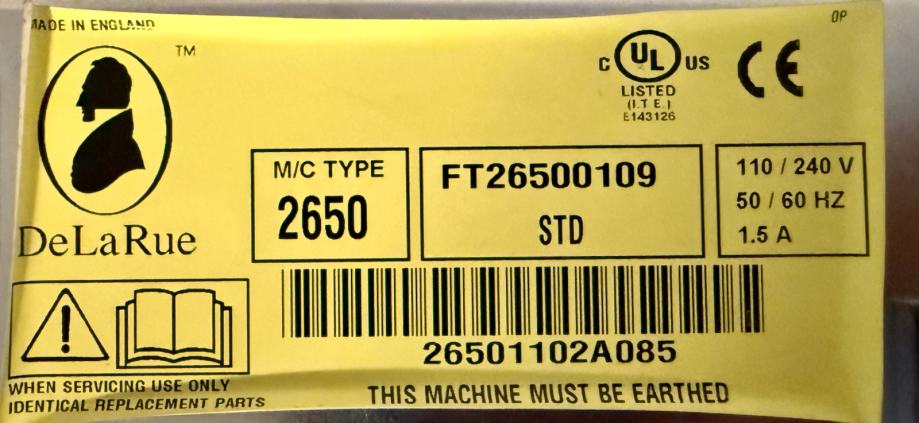 MADE IN ENGLAND
OP
TM
DeLaRue
C UL US
LISTED
(I.T.E.)
E143126
CE
M/C TYPE
2650
FT26500109
STD
110 / 240 V
50 / 60 HZ
1.5 A
26501102A085
WHEN SERVICING USE ONLY
IDENTICAL REPLACEMENT PARTS
THIS MACHINE MUST BE EARTHED